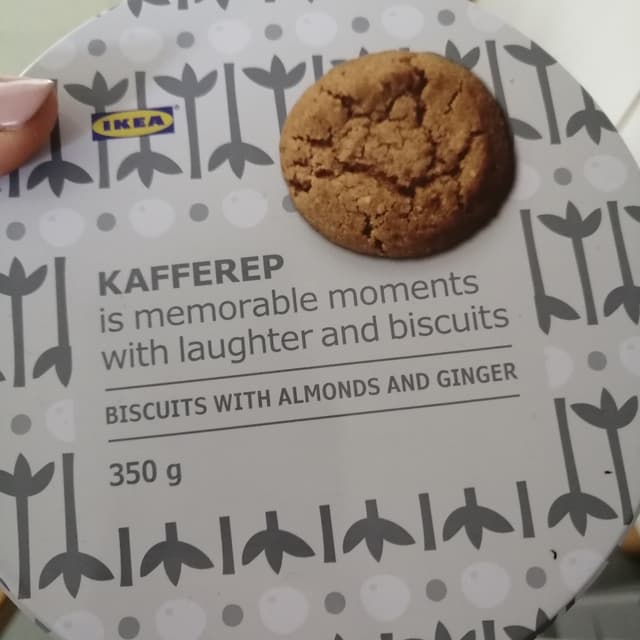 IKEA
KAFFEREP
is memorable moments
with laughter and biscuits
BISCUITS WITH ALMONDS AND GINGER
350 g